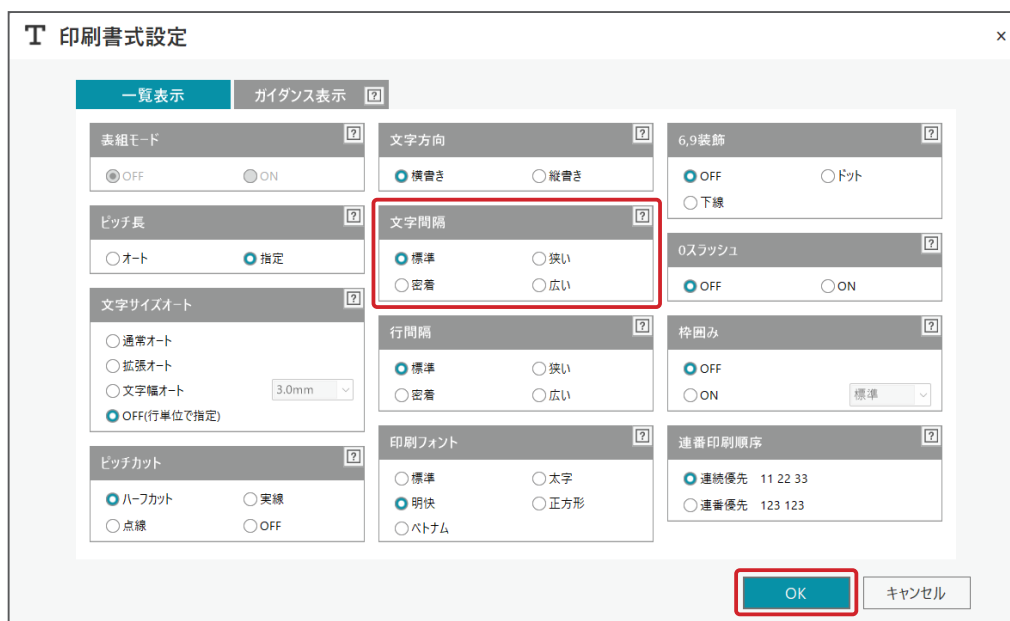 T 印刷書式設定
×
一覧表示
ガイダンス表示 ?
表組モード ?
OFF ON
ピッチ長 ?
オート 指定
文字サイズオート ?
通常オート
拡張オート
文字幅オート 3.0mm
OFF(行単位で指定)
ピッチカット ?
ハーフカット 実線
点線 OFF
文字方向 ?
横書き 縦書き
文字間隔 ?
標準 狭い
密着 広い
行間隔 ?
標準 狭い
密着 広い
印刷フォント ?
標準 太字
明快 正方形
ベトナム
6,9装飾 ?
OFF ドット
下線
0スラッシュ ?
OFF ON
枠囲み ?
OFF
ON 標準
連番印刷順序 ?
連続優先 11 22 33
連番優先 123 123
OK
キャンセル